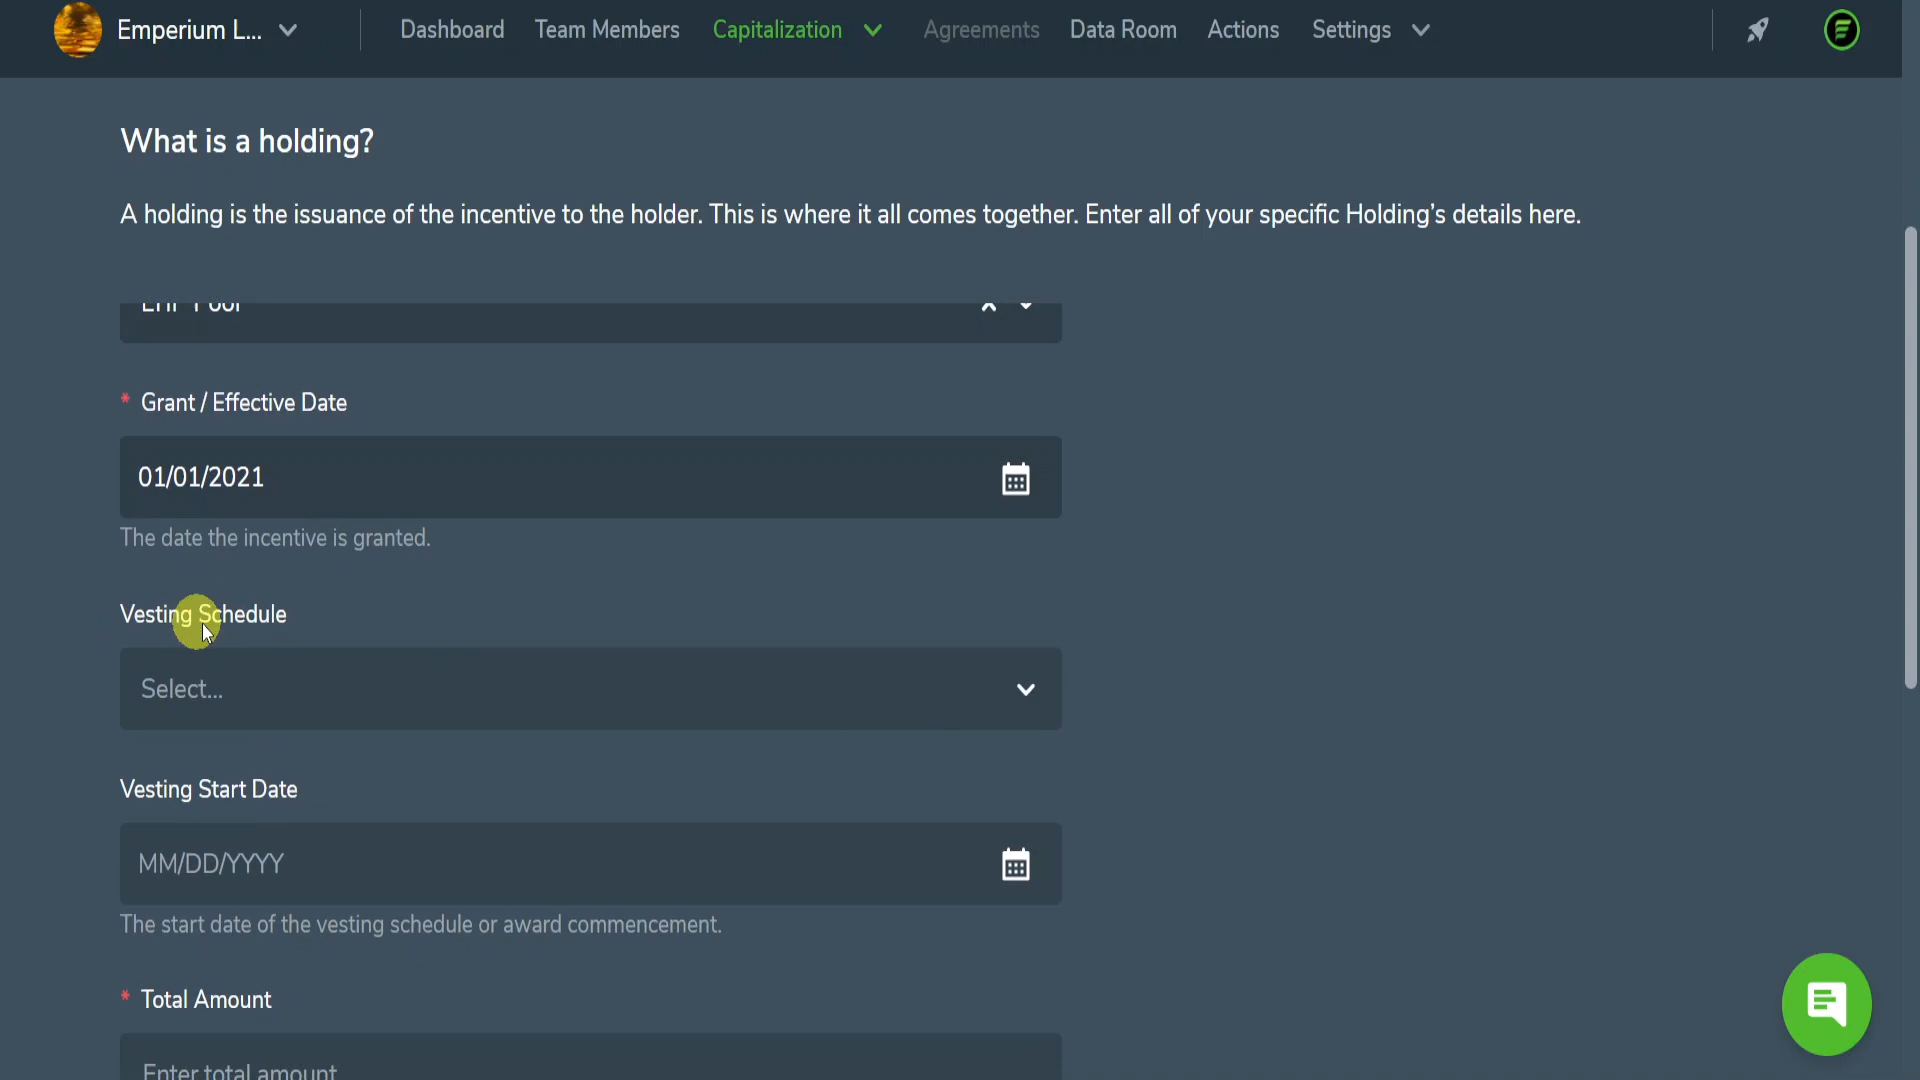 Emperium L...
Dashboard
Team Members
Capitalization
Agreements
Data Room
Actions
Settings
What is a holding?
A holding is the issuance of the incentive to the holder. This is where it all comes together. Enter all of your specific Holding's details here.
* Grant / Effective Date
01/01/2021
The date the incentive is granted.
Vesting Schedule
Select...
Vesting Start Date
MM/DD/YYYY
The start date of the vesting schedule or award commencement.
* Total Amount
Enter total amount